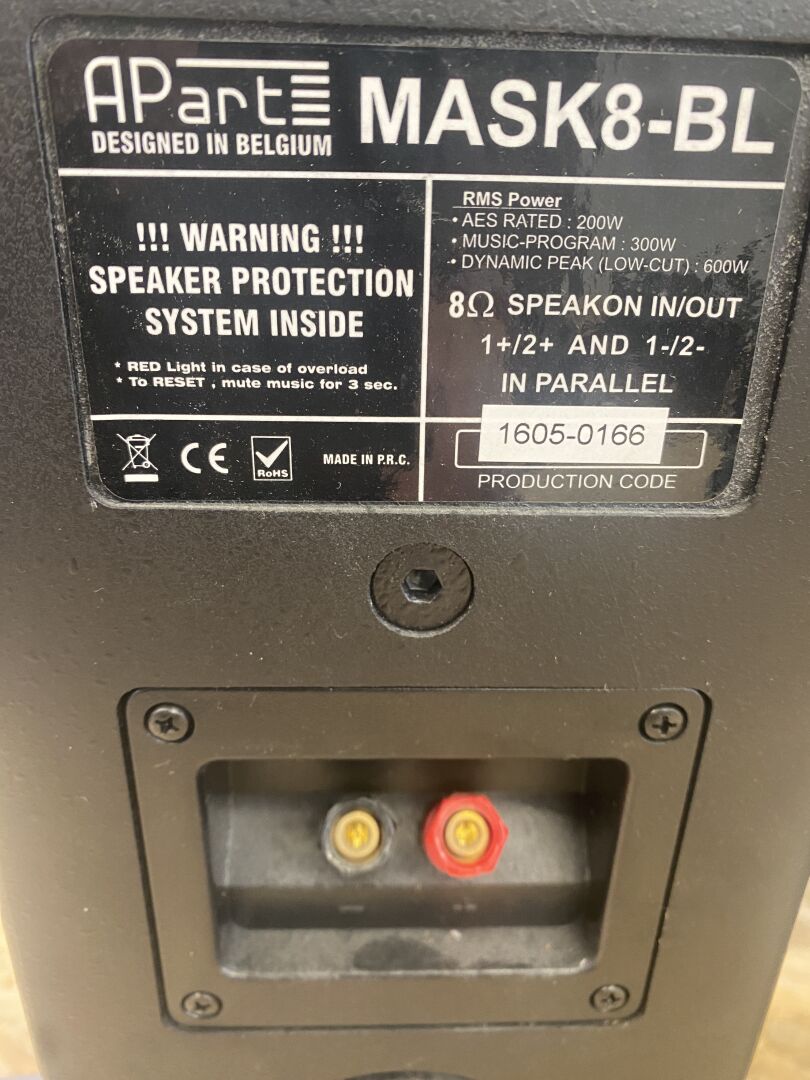 APart
DESIGNED IN BELGIUM
MASK8-BL
!!! WARNING !!!
SPEAKER PROTECTION
SYSTEM INSIDE
* RED Light in case of overload
* To RESET , mute music for 3 sec.
CE
RoHS
MADE IN P.R.C.
RMS Power
• AES RATED : 200W
• MUSIC-PROGRAM : 300W
• DYNAMIC PEAK (LOW-CUT) : 600W
8Ω SPEAKON IN/OUT
1+/2+ AND 1-/2-
IN PARALLEL
1605-0166
PRODUCTION CODE